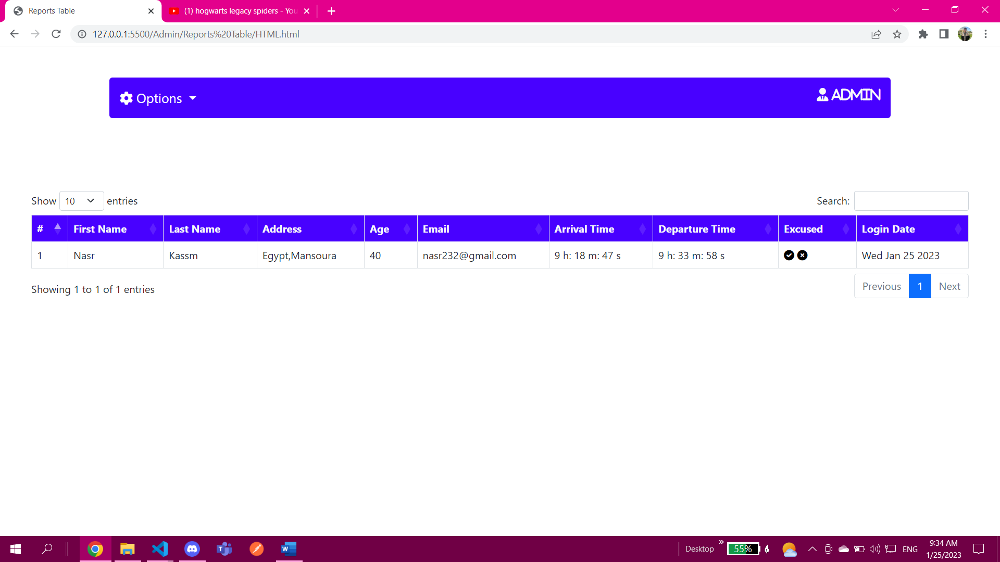 Reports Table
(1) hogwarts legacy spiders - You
127.0.0.1:5500/Admin/Reports%20Table/HTML.html
Options
ADMIN
Show 10 entries
Search:
# First Name Last Name Address Age Email Arrival Time Departure Time Excused Login Date
1 Nasr Kassm Egypt,Mansoura 40 nasr232@gmail.com 9 h: 18 m: 47 s 9 h: 33 m: 58 s Wed Jan 25 2023
Showing 1 to 1 of 1 entries
Previous 1 Next
Desktop
55%
ENG
9:34 AM
1/25/2023